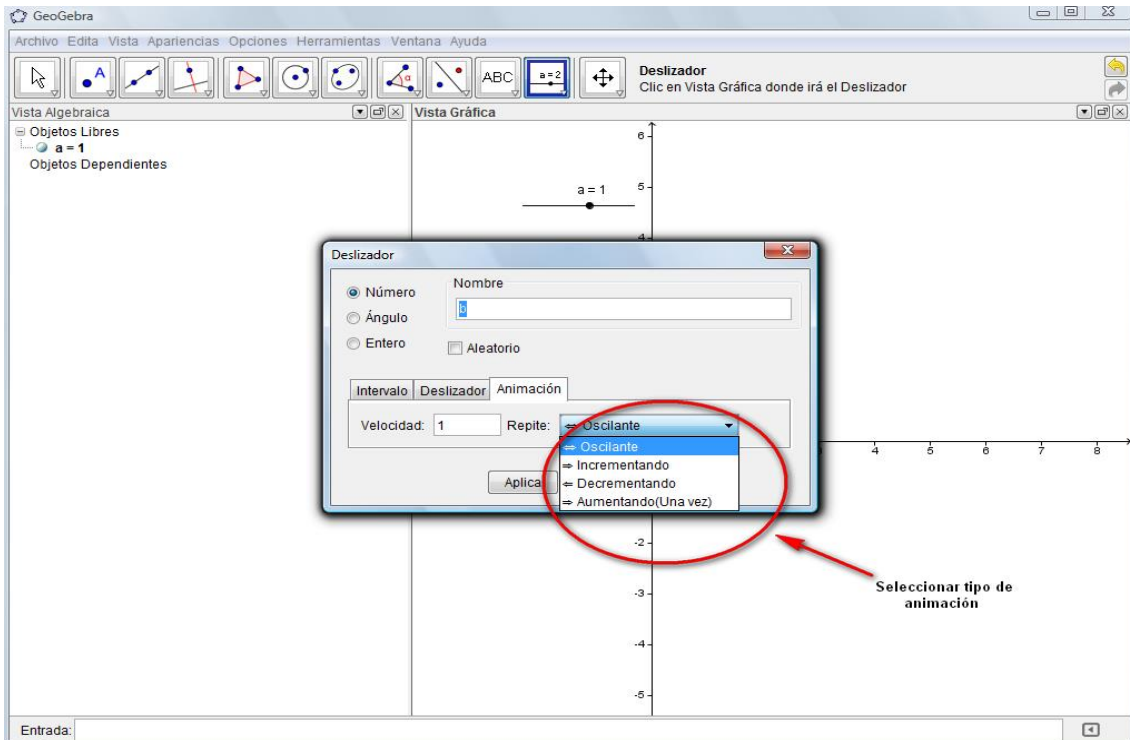 GeoGebra
Archivo Edita Vista Apariencias Opciones Herramientas Ventana Ayuda
A
α
ABC
a=2
Deslizador
Clic en Vista Gráfica donde irá el Deslizador
Vista Algebraica
Vista Gráfica
Objetos Libres
a = 1
Objetos Dependientes
6
a = 1
5
4
Deslizador
Número
Ángulo
Entero
Nombre
b
Aleatorio
Intervalo Deslizador Animación
Velocidad: 1 Repite: ⇔ Oscilante
⇔ Oscilante
⇒ Incrementando
⇐ Decrementando
⇒ Aumentando(Una vez)
Aplica
4 5 6 7 8
-2
-3
-4
-5
Seleccionar tipo de
animación
Entrada: